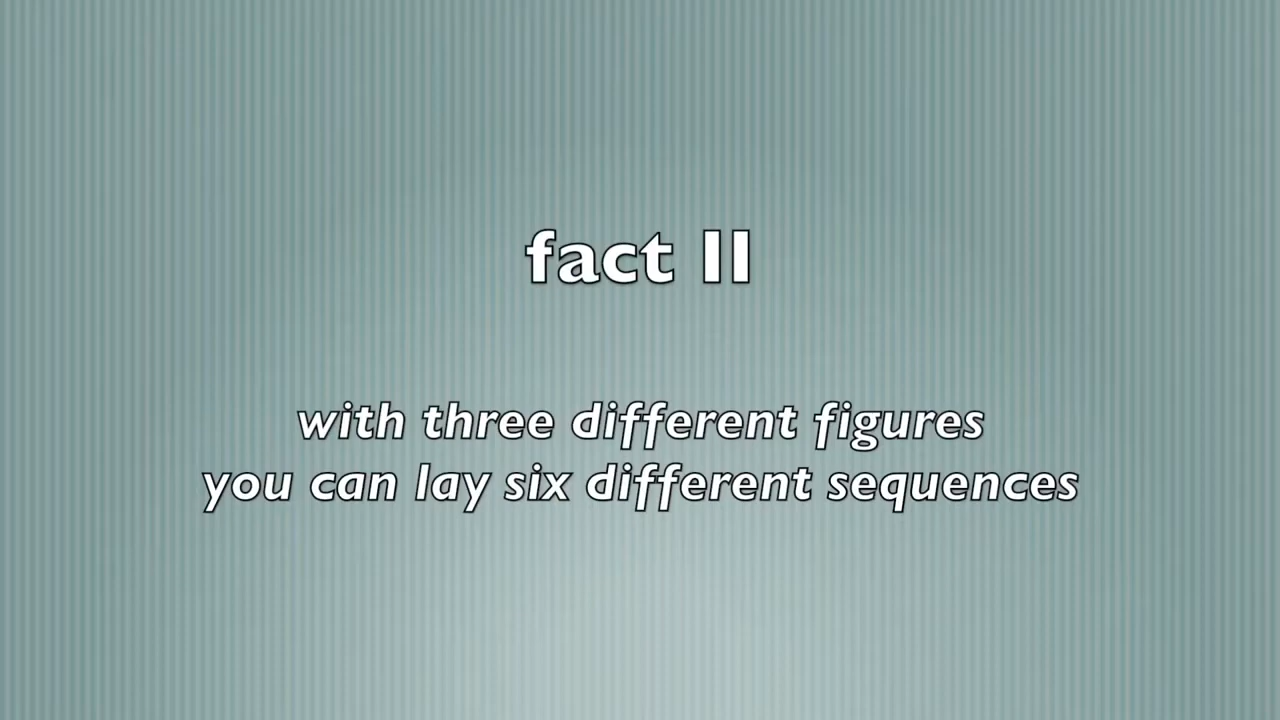 fact II
with three different figures
you can lay six different sequences